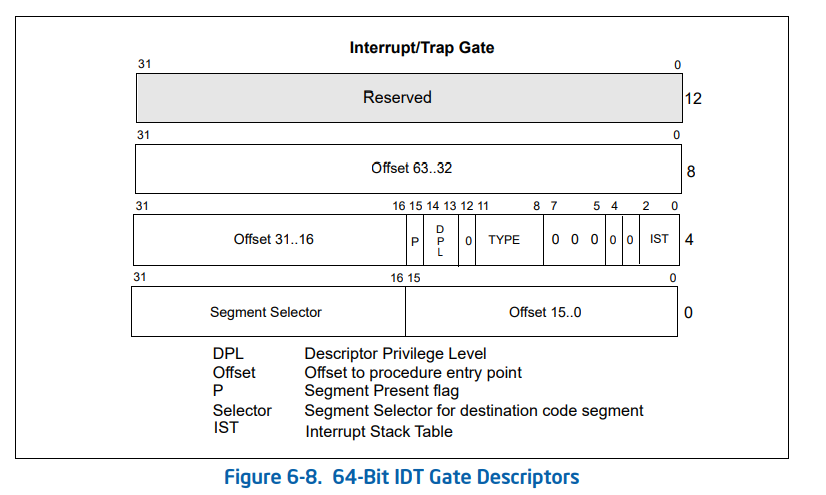 Interrupt/Trap Gate
31 0
Reserved 12
31 0
Offset 63..32 8
31 16 15 14 13 12 11 8 7 5 4 2 0
Offset 31..16 P DPL 0 TYPE 0 0 0 0 0 IST 4
31 16 15 0
Segment Selector Offset 15..0 0
DPL Descriptor Privilege Level
Offset Offset to procedure entry point
P Segment Present flag
Selector Segment Selector for destination code segment
IST Interrupt Stack Table
Figure 6-8. 64-Bit IDT Gate Descriptors